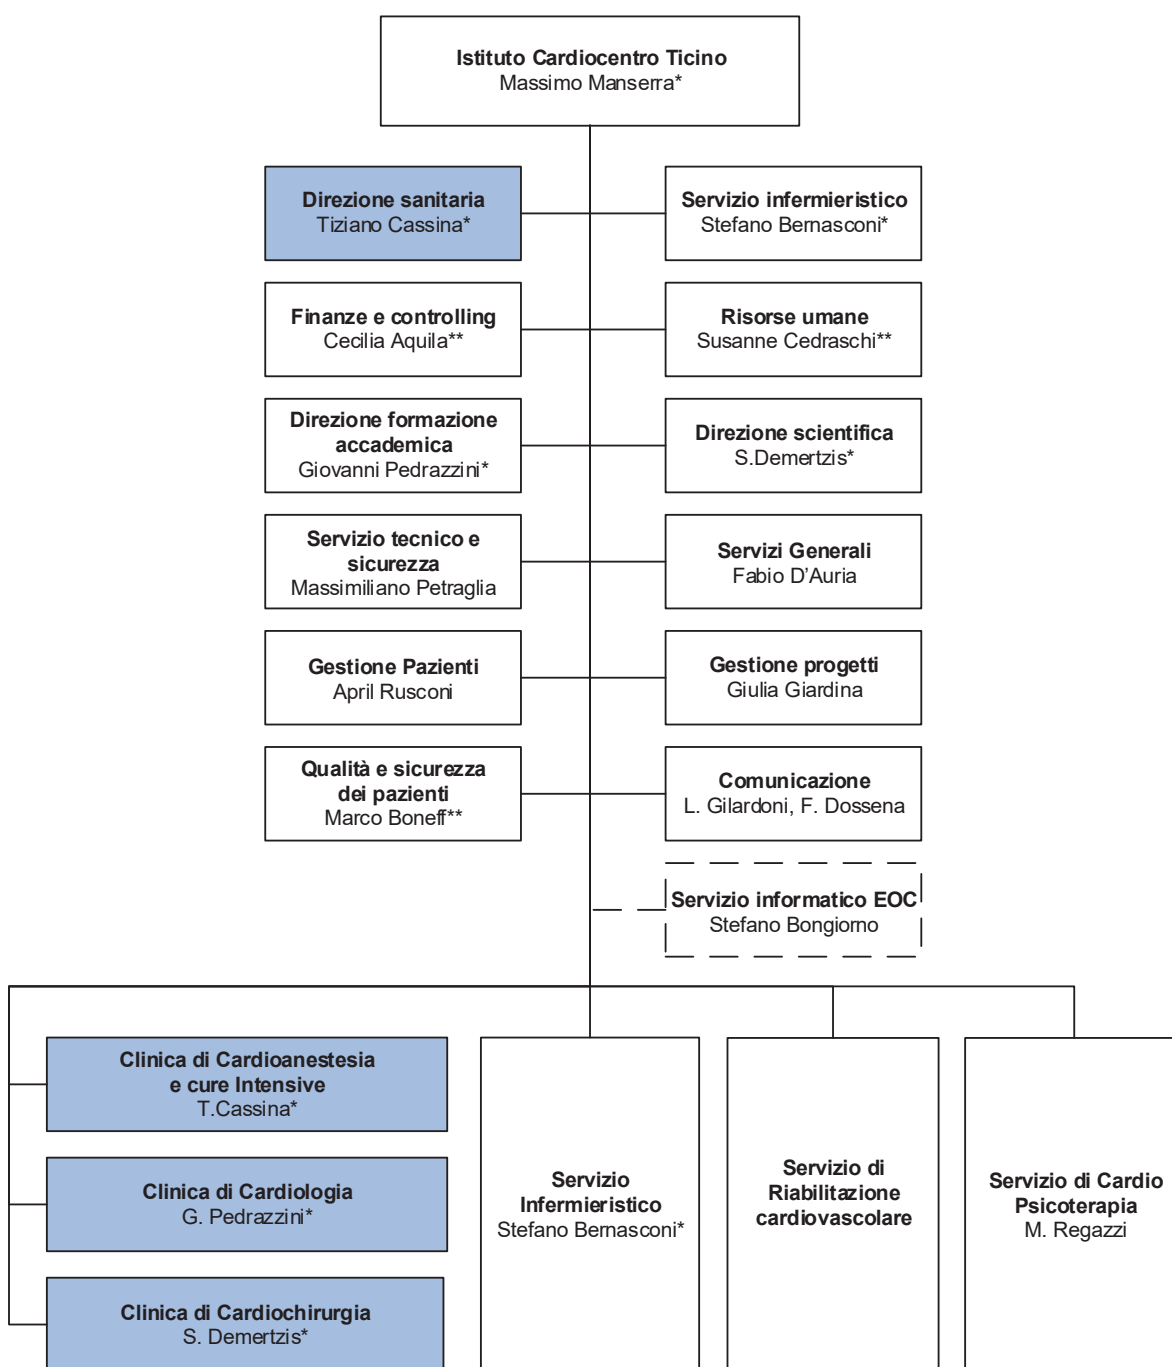 Istituto Cardiocentro Ticino
Massimo Manserra*
Direzione sanitaria
Tiziano Cassina*
Servizio infermieristico
Stefano Bernasconi*
Finanze e controlling
Cecilia Aquila**
Risorse umane
Susanne Cedraschi**
Direzione formazione
accademica
Giovanni Pedrazzini*
Direzione scientifica
S.Demertzis*
Servizio tecnico e
sicurezza
Massimiliano Petraglia
Servizi Generali
Fabio D’Auria
Gestione Pazienti
April Rusconi
Gestione progetti
Giulia Giardina
Qualità e sicurezza
dei pazienti
Marco Boneff**
Comunicazione
L. Gilardoni, F. Dossena
Servizio informatico EOC
Stefano Bongiorno
Clinica di Cardioanestesia
e cure Intensive
T.Cassina*
Clinica di Cardiologia
G. Pedrazzini*
Clinica di Cardiochirurgia
S. Demertzis*
Servizio
Infermieristico
Stefano Bernasconi*
Servizio di
Riabilitazione
cardiovascolare
Servizio di Cardio
Psicoterapia
M. Regazzi